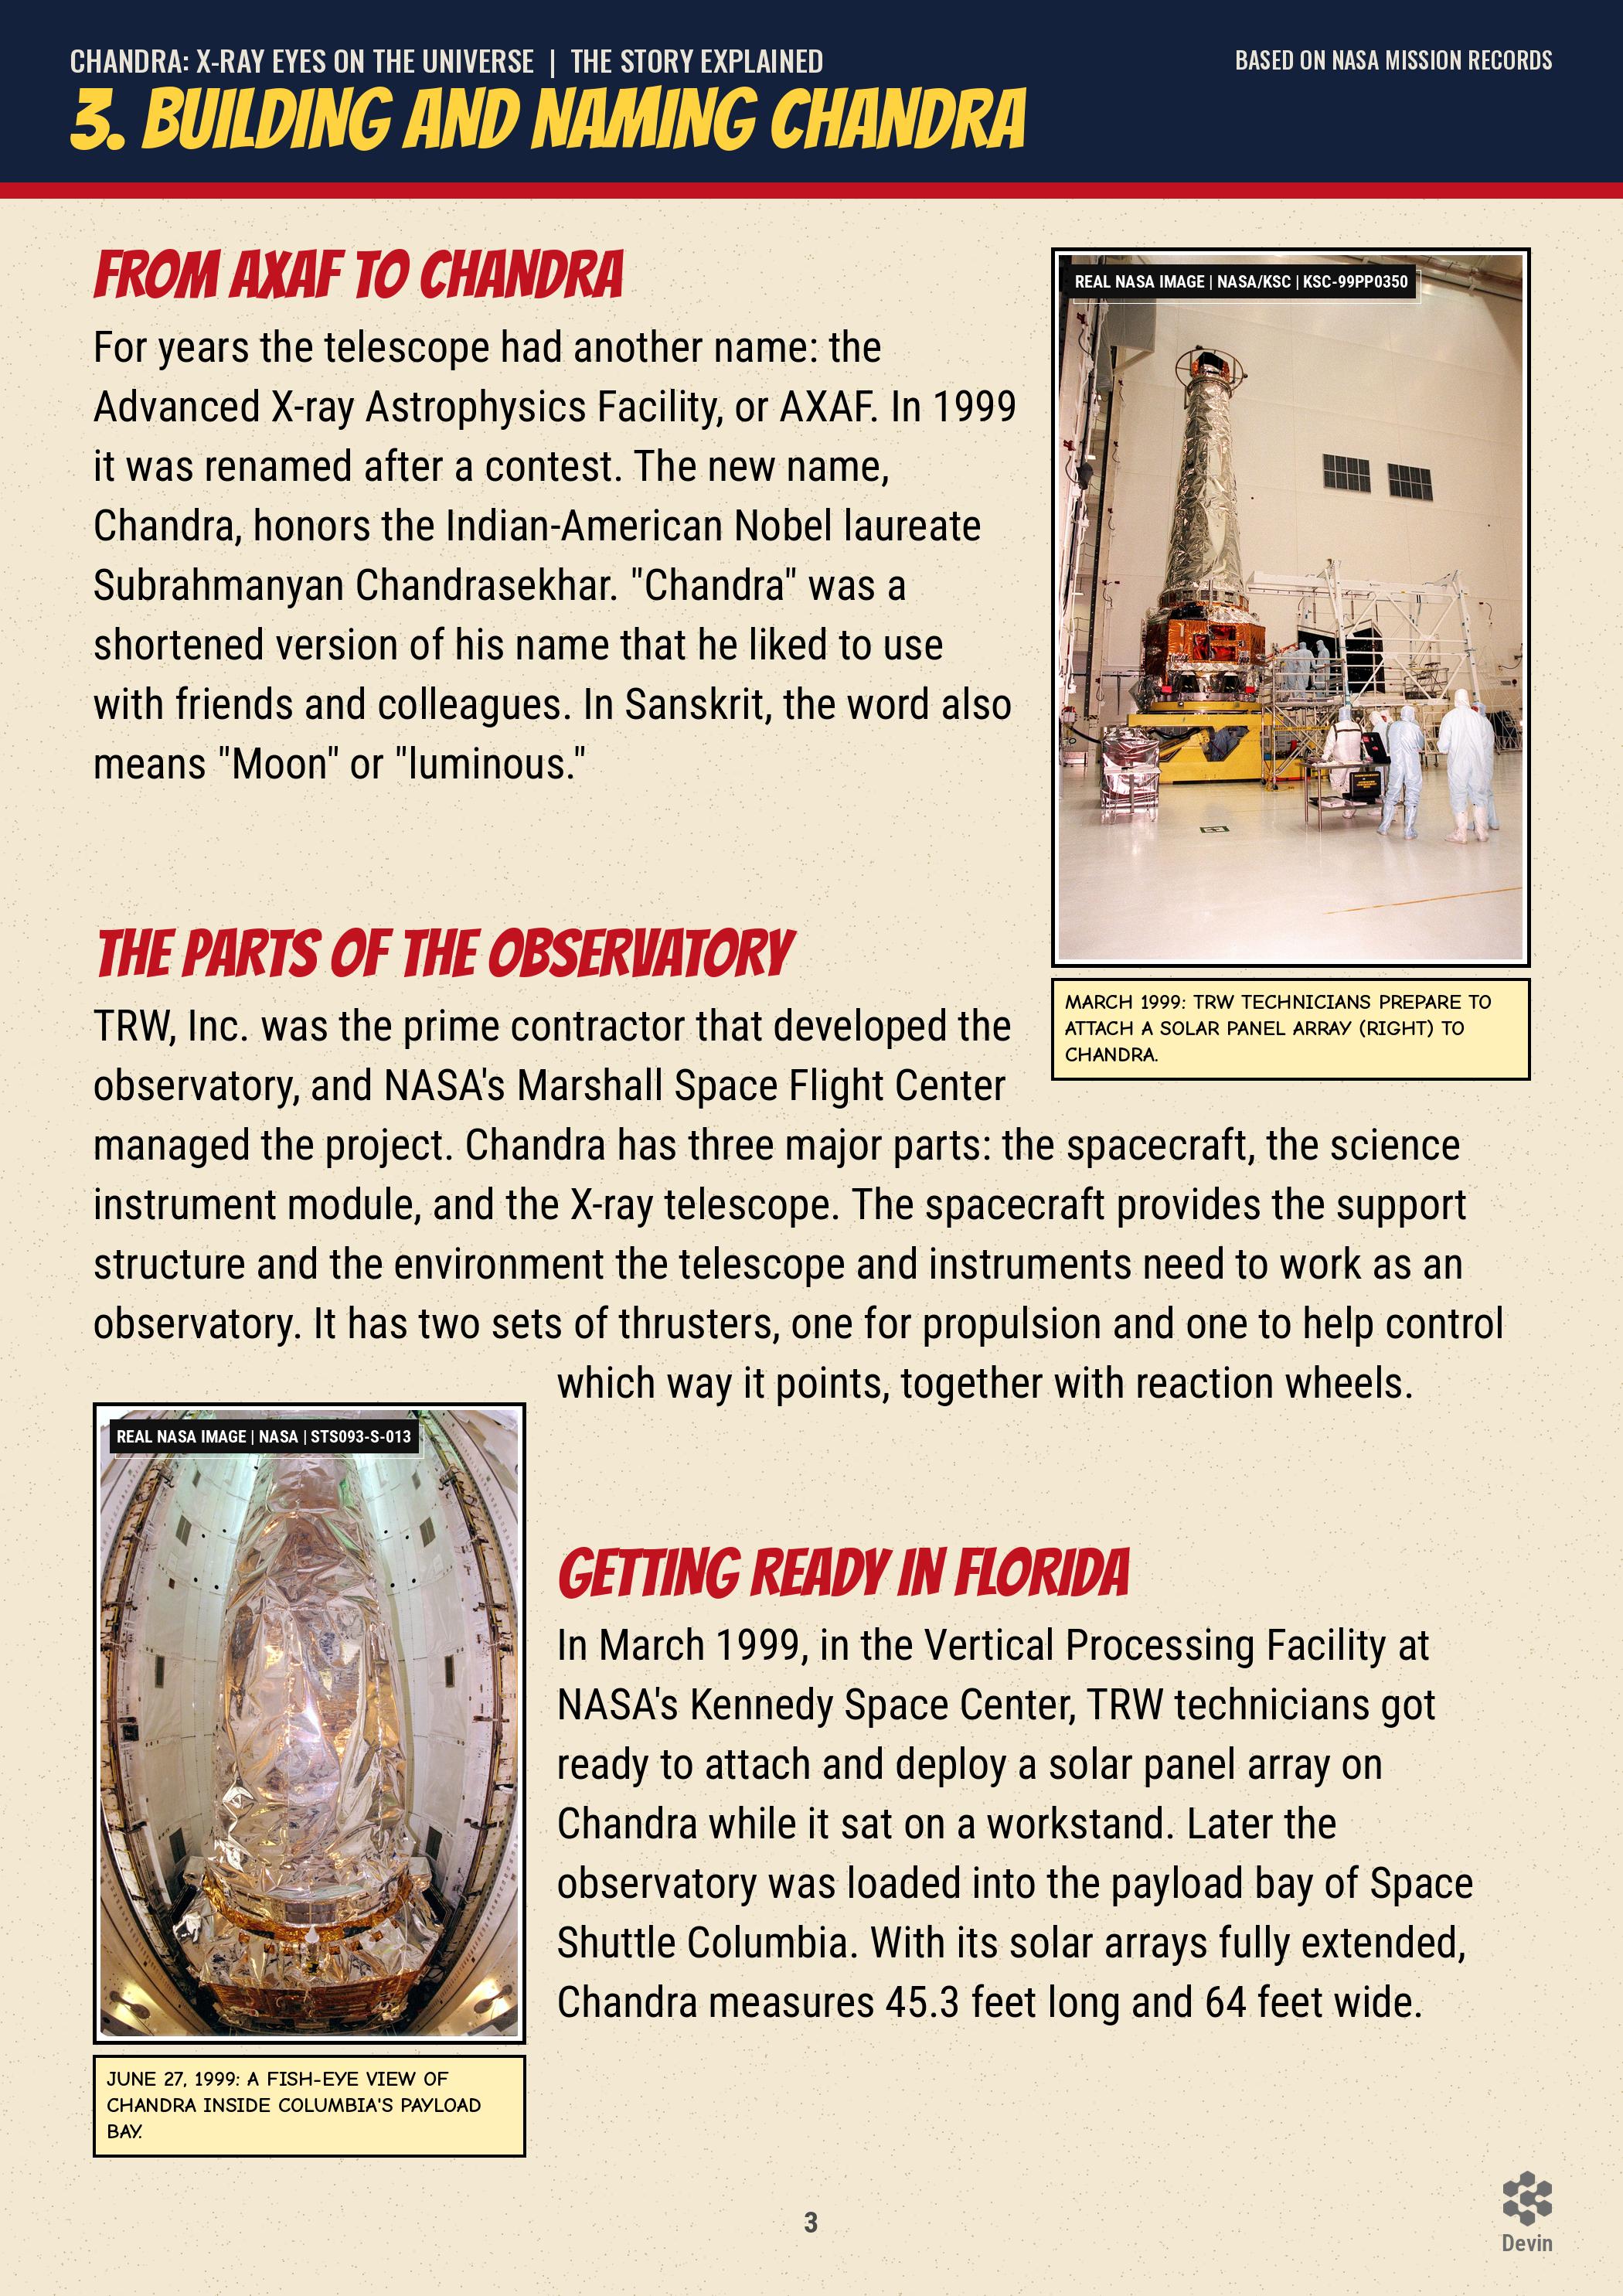 CHANDRA: X-RAY EYES ON THE UNIVERSE | THE STORY EXPLAINED
BASED ON NASA MISSION RECORDS
3. BUILDING AND NAMING CHANDRA
FROM AXAF TO CHANDRA
For years the telescope had another name: the
Advanced X-ray Astrophysics Facility, or AXAF. In 1999
it was renamed after a contest. The new name,
Chandra, honors the Indian-American Nobel laureate
Subrahmanyan Chandrasekhar. "Chandra" was a
shortened version of his name that he liked to use
with friends and colleagues. In Sanskrit, the word also
means "Moon" or "luminous."
REAL NASA IMAGE | NASA/KSC | KSC-99PP0350
MARCH 1999: TRW TECHNICIANS PREPARE TO
ATTACH A SOLAR PANEL ARRAY (RIGHT) TO
CHANDRA.
THE PARTS OF THE OBSERVATORY
TRW, Inc. was the prime contractor that developed the
observatory, and NASA's Marshall Space Flight Center
managed the project. Chandra has three major parts: the spacecraft, the science
instrument module, and the X-ray telescope. The spacecraft provides the support
structure and the environment the telescope and instruments need to work as an
observatory. It has two sets of thrusters, one for propulsion and one to help control
which way it points, together with reaction wheels.
REAL NASA IMAGE | NASA | STS093-S-013
JUNE 27, 1999: A FISH-EYE VIEW OF
CHANDRA INSIDE COLUMBIA'S PAYLOAD
BAY.
GETTING READY IN FLORIDA
In March 1999, in the Vertical Processing Facility at
NASA's Kennedy Space Center, TRW technicians got
ready to attach and deploy a solar panel array on
Chandra while it sat on a workstand. Later the
observatory was loaded into the payload bay of Space
Shuttle Columbia. With its solar arrays fully extended,
Chandra measures 45.3 feet long and 64 feet wide.
3
Devin